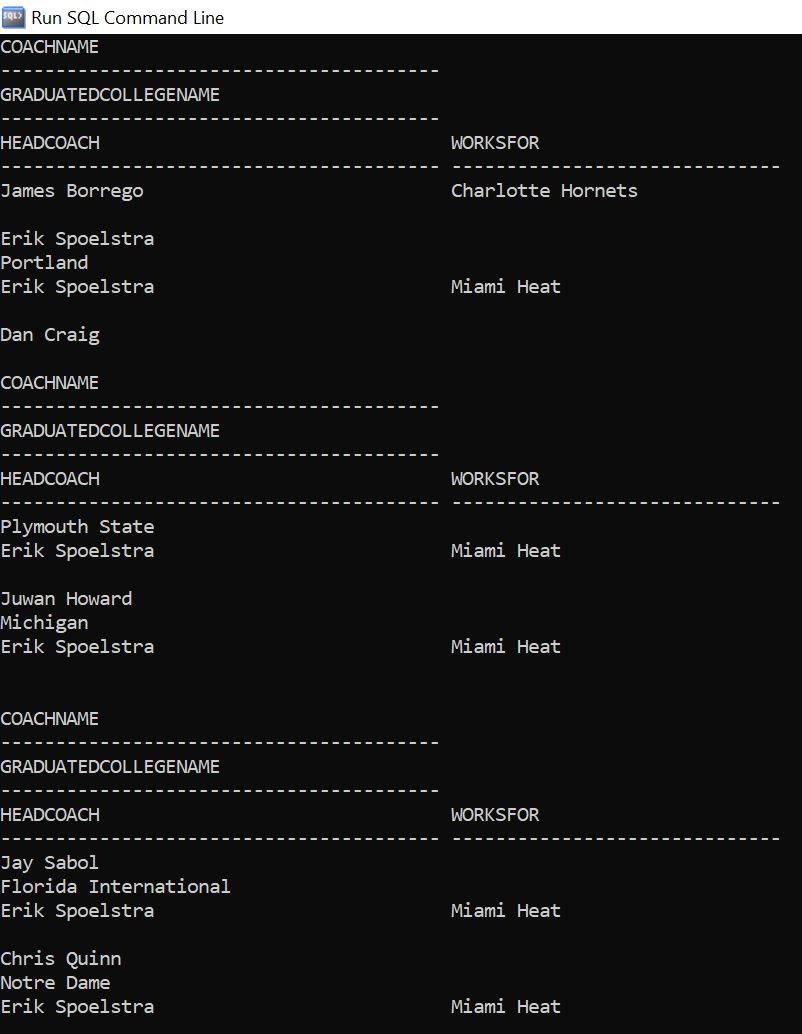 Run SQL Command Line
COACHNAME
----------------------------------------
GRADUATEDCOLLEGENAME
----------------------------------------
HEADCOACH                                WORKSFOR
---------------------------------------- ------------------------------
James Borrego                            Charlotte Hornets

Erik Spoelstra
Portland
Erik Spoelstra                           Miami Heat

Dan Craig

COACHNAME
----------------------------------------
GRADUATEDCOLLEGENAME
----------------------------------------
HEADCOACH                                WORKSFOR
---------------------------------------- ------------------------------
Plymouth State
Erik Spoelstra                           Miami Heat

Juwan Howard
Michigan
Erik Spoelstra                           Miami Heat


COACHNAME
----------------------------------------
GRADUATEDCOLLEGENAME
----------------------------------------
HEADCOACH                                WORKSFOR
---------------------------------------- ------------------------------
Jay Sabol
Florida International
Erik Spoelstra                           Miami Heat

Chris Quinn
Notre Dame
Erik Spoelstra                           Miami Heat